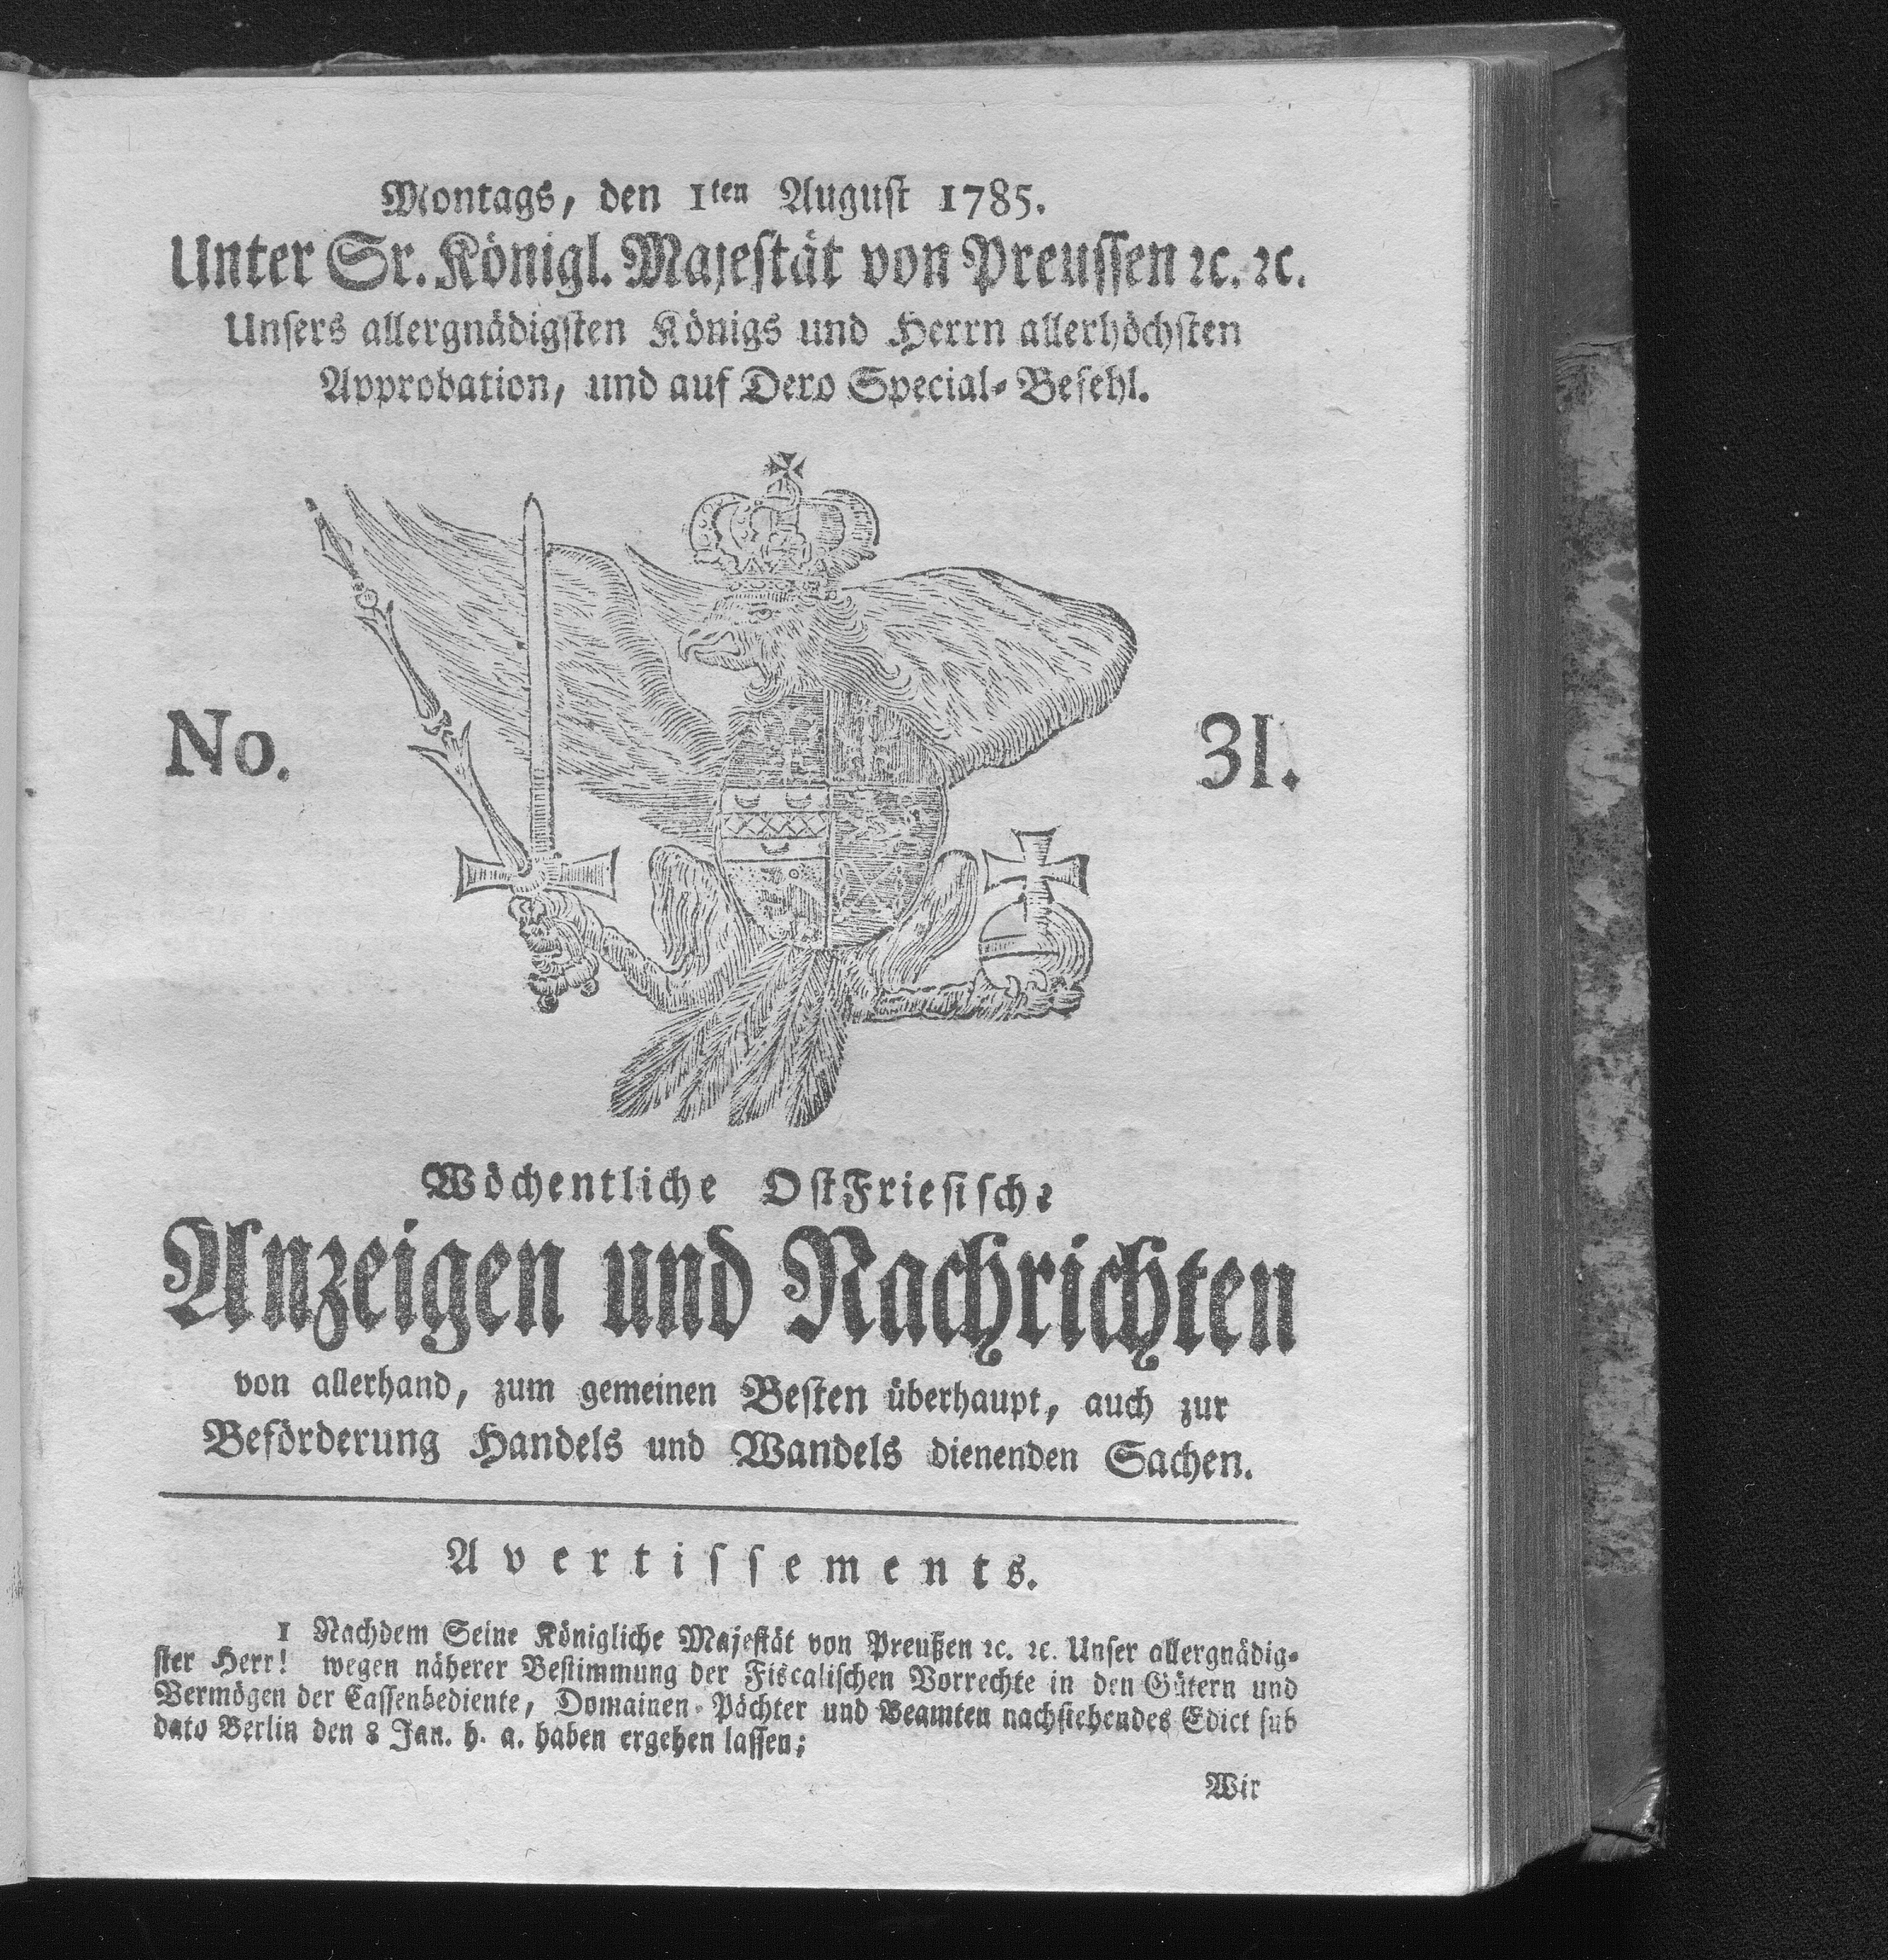 Montags, den 1ten August 1785.
Unter Sr. Königl. Majestät von Preussen ꝛc. ꝛc.
Unsers allergnädigsten Königs und Herrn allerhöchsten
Approbation, und auf Dero Special-Befehl.
No. 31.
Wöchentliche OstFriesische
Anzeigen und Nachrichten
von allerhand, zum gemeinen Besten überhaupt, auch zur
Beförderung Handels und Wandels dienenden Sachen.
Avertissements.
1 Nachdem Seine Königliche Majestät von Preußen ꝛc. ꝛc. Unser allergnädig-
ster Herr! wegen näherer Bestimmung der Fiscalischen Vorrechte in den Gütern und
Vermögen der Cassenbediente, Domainen-Pächter und Beamten nachstehendes Edict sub
dato Berlin den 8 Jan. h. a. haben ergehen lassen;
Wir